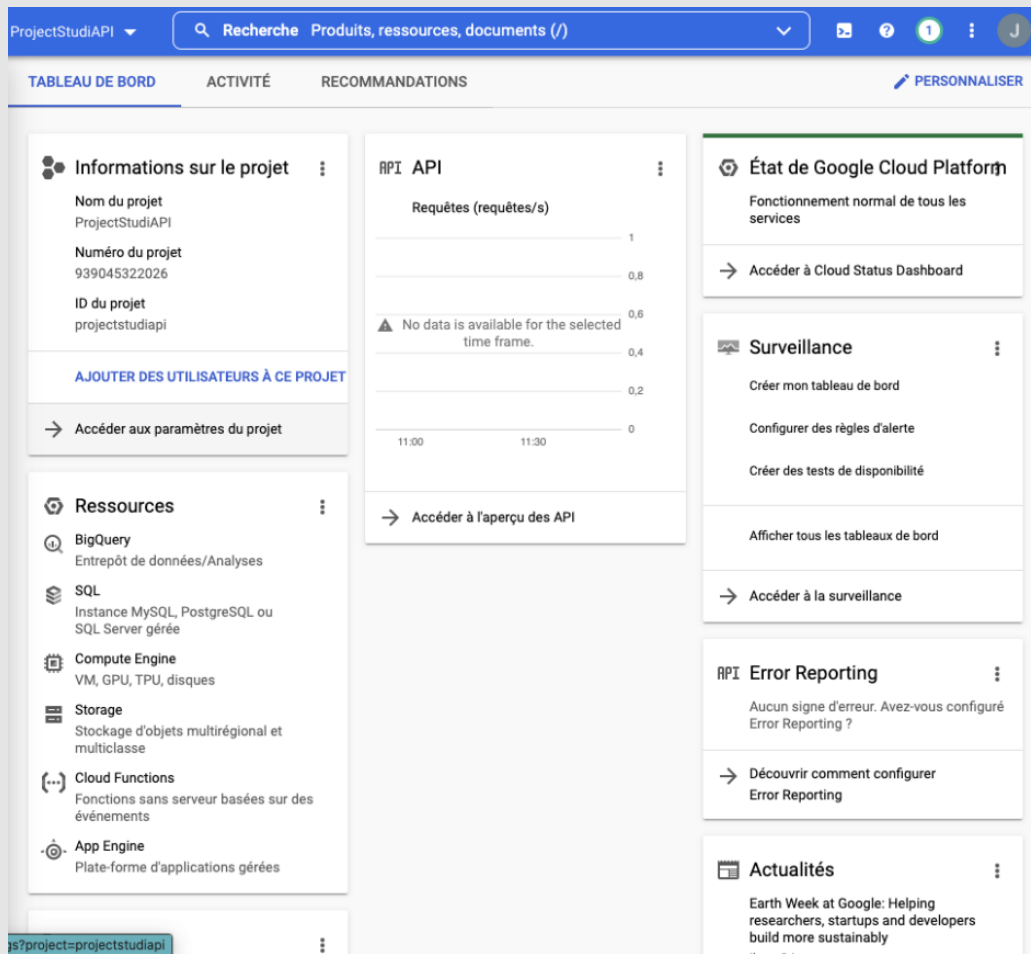 ProjectStudiAPI
Recherche Produits, ressources, documents (/)
1
J
TABLEAU DE BORD
ACTIVITÉ
RECOMMANDATIONS
PERSONNALISER
Informations sur le projet
Nom du projet
ProjectStudiAPI
Numéro du projet
939045322026
ID du projet
projectstudiapi
AJOUTER DES UTILISATEURS À CE PROJET
Accéder aux paramètres du projet
Ressources
BigQuery
Entrepôt de données/Analyses
SQL
Instance MySQL, PostgreSQL ou
SQL Server gérée
Compute Engine
VM, GPU, TPU, disques
Storage
Stockage d'objets multirégional et
multiclasse
Cloud Functions
Fonctions sans serveur basées sur des
événements
App Engine
Plate-forme d'applications gérées
gs?project=projectstudiapi
API API
Requêtes (requêtes/s)
1
0,8
0,6
No data is available for the selected
time frame.
0,4
0,2
0
11:00
11:30
Accéder à l'aperçu des API
État de Google Cloud Platform
Fonctionnement normal de tous les
services
Accéder à Cloud Status Dashboard
Surveillance
Créer mon tableau de bord
Configurer des règles d'alerte
Créer des tests de disponibilité
Afficher tous les tableaux de bord
Accéder à la surveillance
API Error Reporting
Aucun signe d'erreur. Avez-vous configuré
Error Reporting ?
Découvrir comment configurer
Error Reporting
Actualités
Earth Week at Google: Helping
researchers, startups and developers
build more sustainably